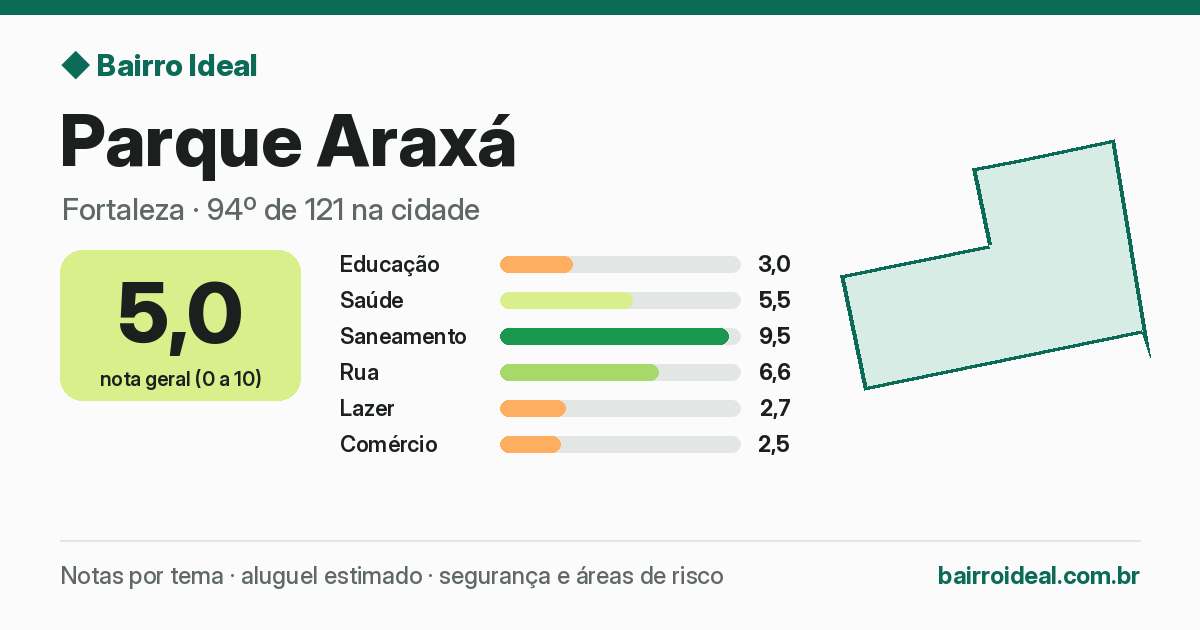 Bairro Ideal
Parque Araxá
Fortaleza · 94º de 121 na cidade
5,0
nota geral (0 a 10)
Educação 3,0
Saúde 5,5
Saneamento 9,5
Rua 6,6
Lazer 2,7
Comércio 2,5
Notas por tema · aluguel estimado · segurança e áreas de risco
bairroideal.com.br